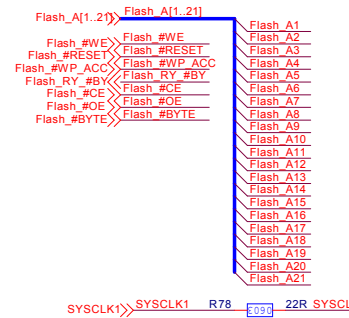 Flash_A[1..21] Flash_A[1..21]
Flash_A1
Flash_#WE Flash_#WE Flash_A2
Flash_#RESET Flash_#RESET Flash_A3
Flash_#WP_ACC Flash_#WP_ACC Flash_A4
Flash_RY_#BY Flash_RY_#BY Flash_A5
Flash_#CE Flash_#CE Flash_A6
Flash_#OE Flash_#OE Flash_A7
Flash_#BYTE Flash_#BYTE Flash_A8
Flash_A9
Flash_A10
Flash_A11
Flash_A12
Flash_A13
Flash_A14
Flash_A15
Flash_A16
Flash_A17
Flash_A18
Flash_A19
Flash_A20
Flash_A21
SYSCLK1 SYSCLK1 R78 0603 22R SYSCL